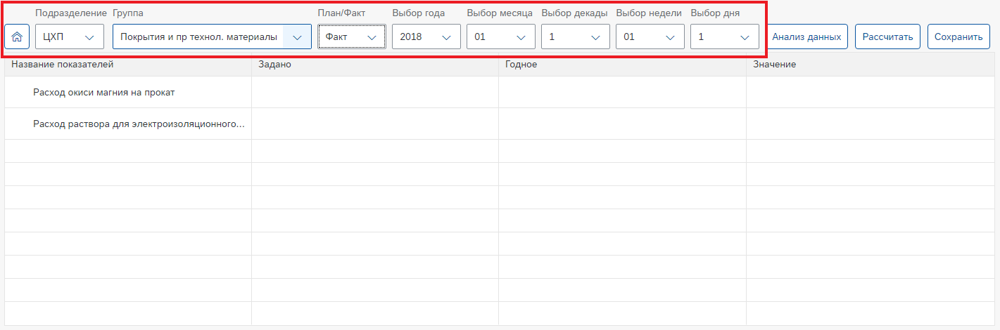 Подразделение Группа План/Факт Выбор года Выбор месяца Выбор декады Выбор недели Выбор дня
ЦХП Покрытия и пр технол. материалы Факт 2018 01 1 01 1 Анализ данных Рассчитать Сохранить
Название показателей Задано Годное Значение
Расход окиси магния на прокат
Расход раствора для электроизоляционного...